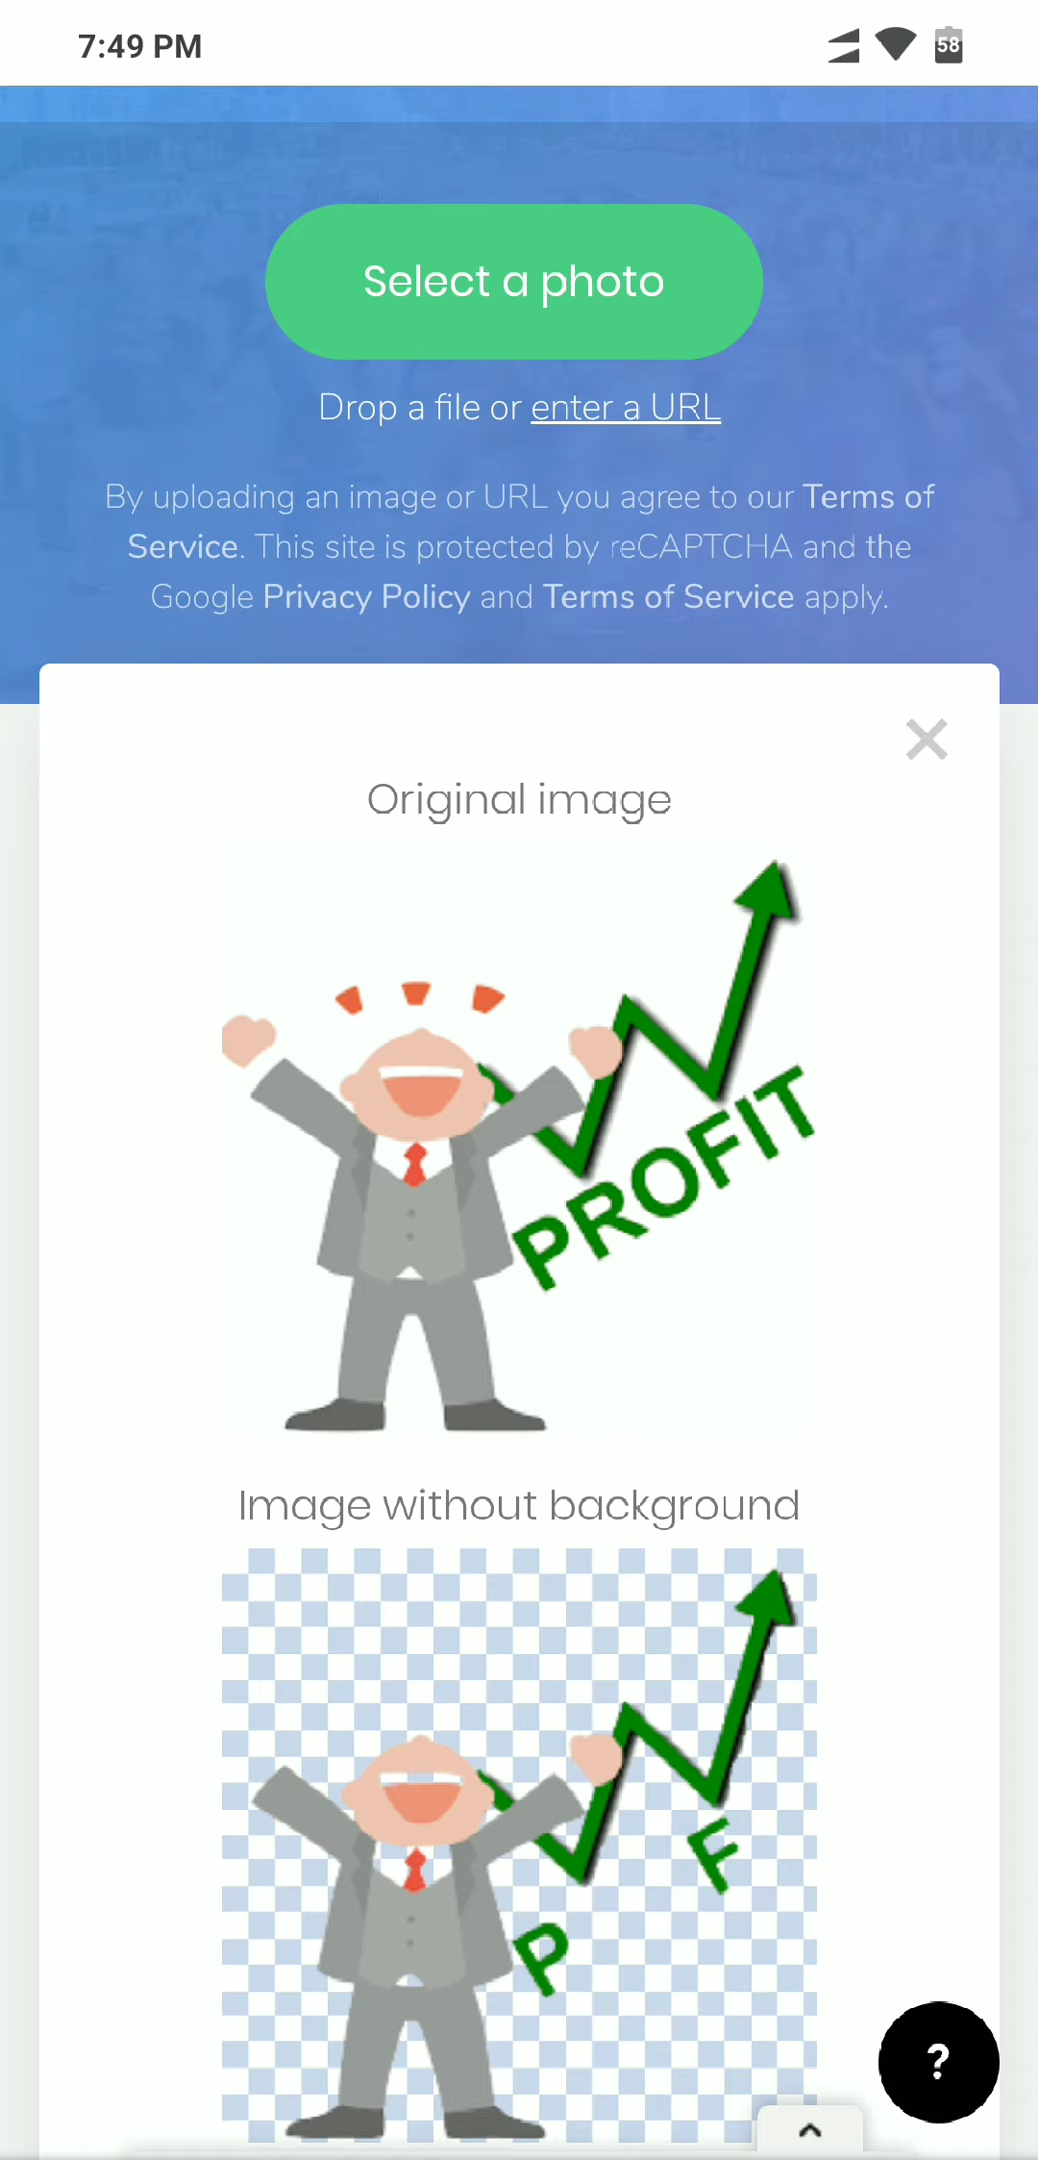 7:49 PM
58
Select a photo
Drop a file or enter a URL
By uploading an image or URL you agree to our Terms of
Service. This site is protected by reCAPTCHA and the
Google Privacy Policy and Terms of Service apply.
Original image
PROFIT
Image without background
F
P
?